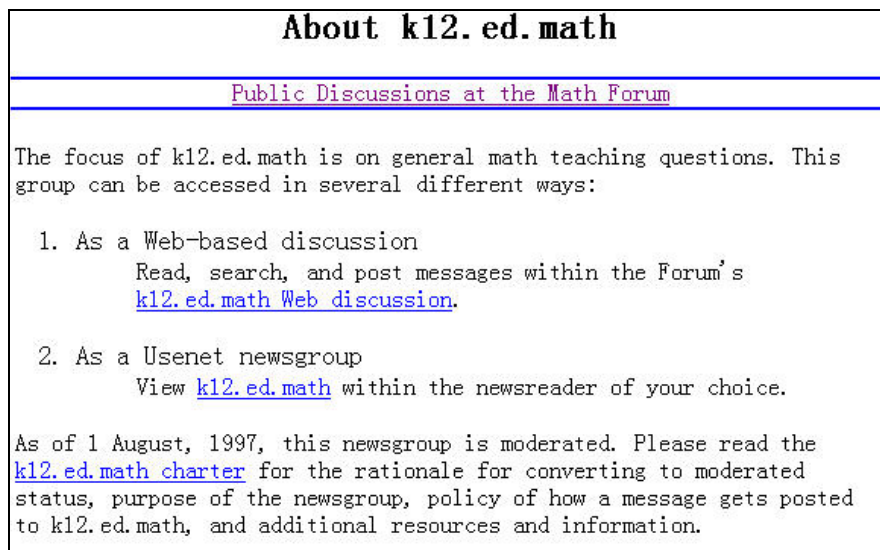 About k12.ed.math
Public Discussions at the Math Forum
The focus of k12.ed.math is on general math teaching questions. This
group can be accessed in several different ways:
1. As a Web-based discussion
Read, search, and post messages within the Forum's
k12.ed.math Web discussion.
2. As a Usenet newsgroup
View k12.ed.math within the newsreader of your choice.
As of 1 August, 1997, this newsgroup is moderated. Please read the
k12.ed.math charter for the rationale for converting to moderated
status, purpose of the newsgroup, policy of how a message gets posted
to k12.ed.math, and additional resources and information.